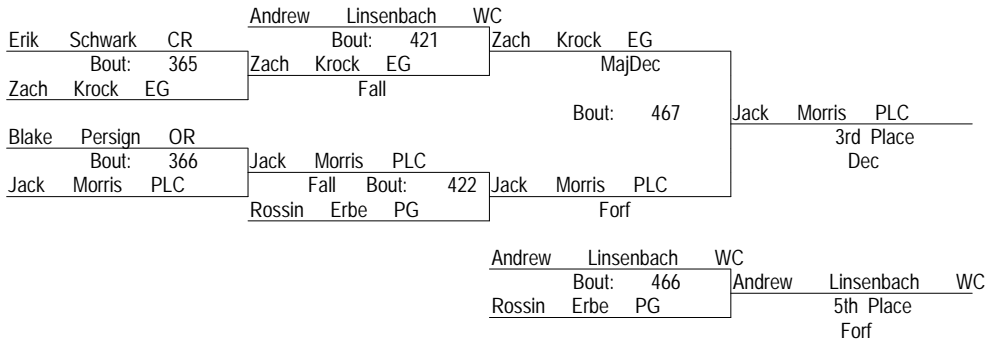 Andrew Linsenbach WC
Erik Schwark CR
Bout: 421
Zach Krock EG
Bout: 365
Zach Krock EG
MajDec
Zach Krock EG
Fall
Bout: 467
Jack Morris PLC
Blake Persign OR
3rd Place
Bout: 366
Jack Morris PLC
Dec
Jack Morris PLC
Fall Bout: 422
Jack Morris PLC
Rossin Erbe PG
Forf
Andrew Linsenbach WC
Bout: 466
Andrew Linsenbach WC
Rossin Erbe PG
5th Place
Forf